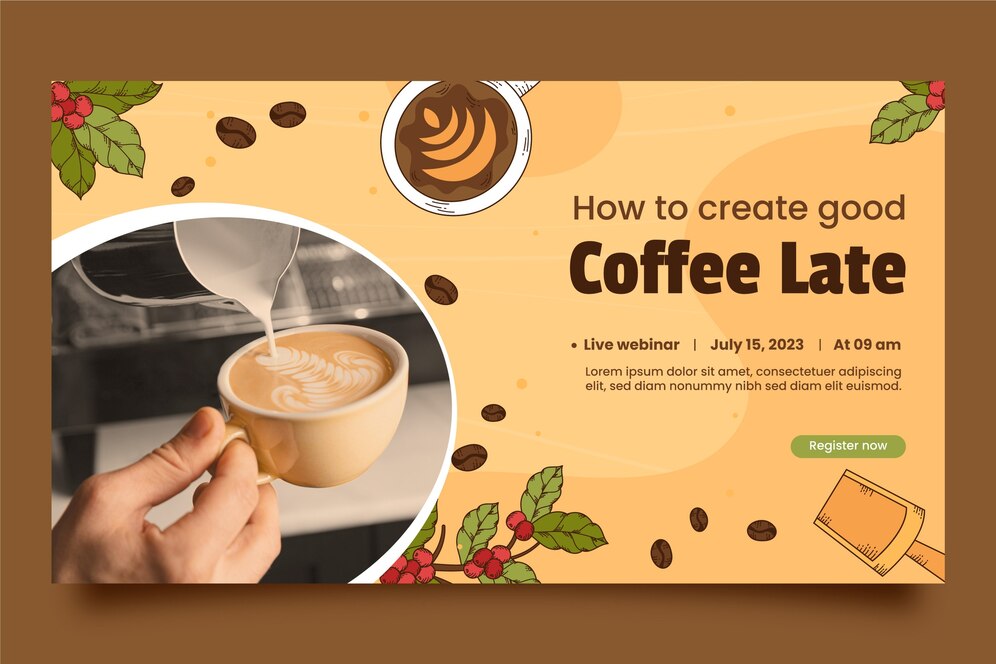 How to create good
Coffee Late
• Live webinar | July 15, 2023 | At 09 am
Lorem ipsum dolor sit amet, consectetuer adipiscing
elit, sed diam nonummy nibh sed diam elit euismod.
Register now